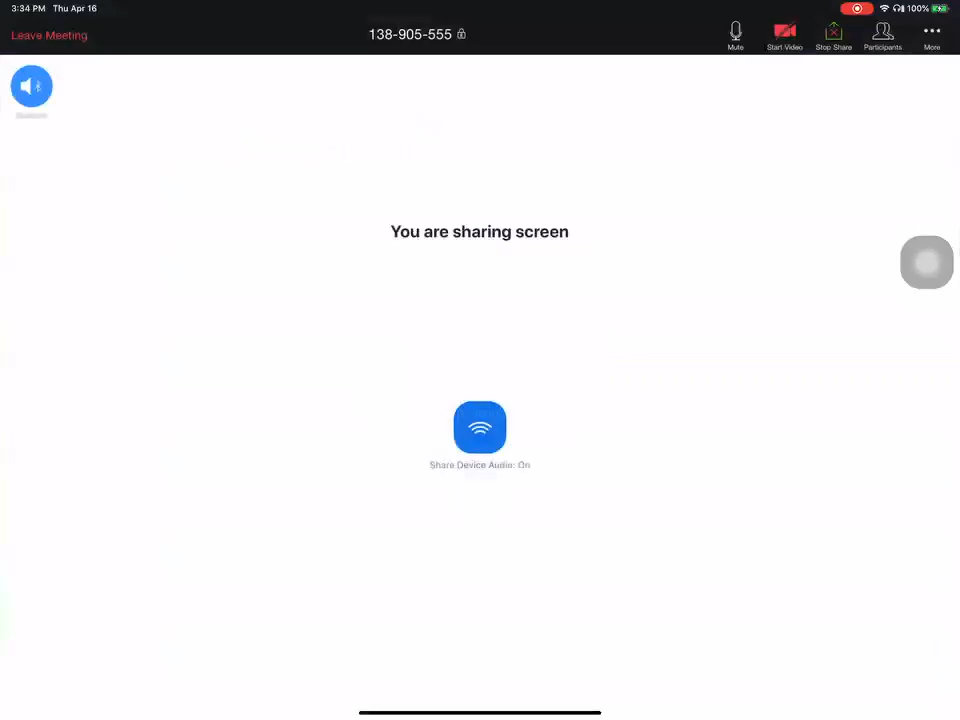 3:34 PM Thu Apr 16
100%
Leave Meeting
138-905-555
Mute
Start Video
Stop Share
Participants
More
You are sharing screen
Share Device Audio: On